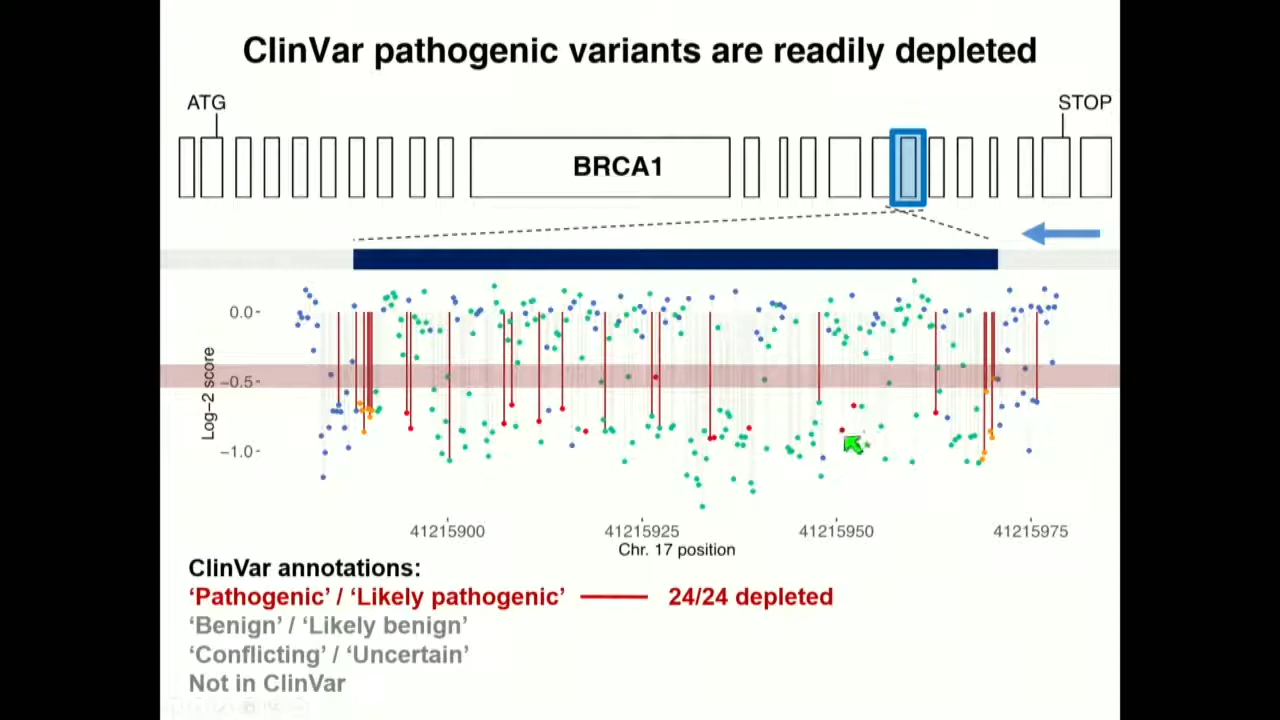 ClinVar pathogenic variants are readily depleted
ATG
STOP
BRCA1
0.0-
-0.5-
-1.0-
Log-2 score
41215900
41215925
41215950
41215975
Chr. 17 position
ClinVar annotations:
‘Pathogenic’ / ‘Likely pathogenic’
24/24 depleted
‘Benign’ / ‘Likely benign’
‘Conflicting’ / ‘Uncertain’
Not in ClinVar